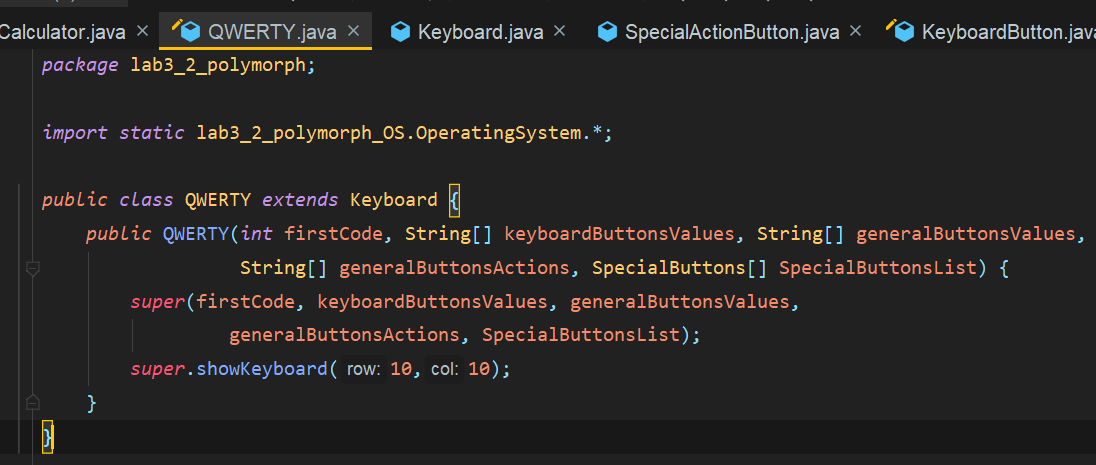 Calculator.java × QWERTY.java × Keyboard.java × SpecialActionButton.java × KeyboardButton.java
package lab3_2_polymorph;
import static lab3_2_polymorph_OS.OperatingSystem.*;
public class QWERTY extends Keyboard {
public QWERTY(int firstCode, String[] keyboardButtonsValues, String[] generalButtonsValues,
String[] generalButtonsActions, SpecialButtons[] SpecialButtonsList) {
super(firstCode, keyboardButtonsValues, generalButtonsValues,
generalButtonsActions, SpecialButtonsList);
super.showKeyboard( row: 10, col: 10);
}
}